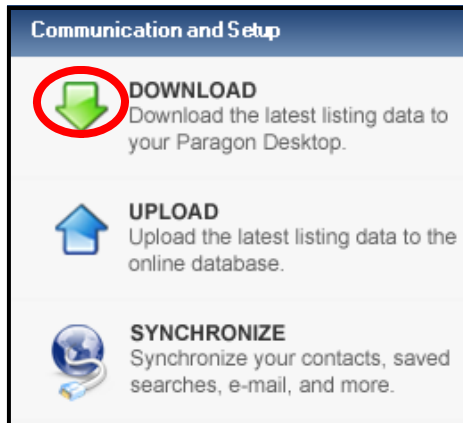 Communication and Setup
DOWNLOAD
Download the latest listing data to
your Paragon Desktop.
UPLOAD
Upload the latest listing data to the
online database.
SYNCHRONIZE
Synchronize your contacts, saved
searches, e-mail, and more.